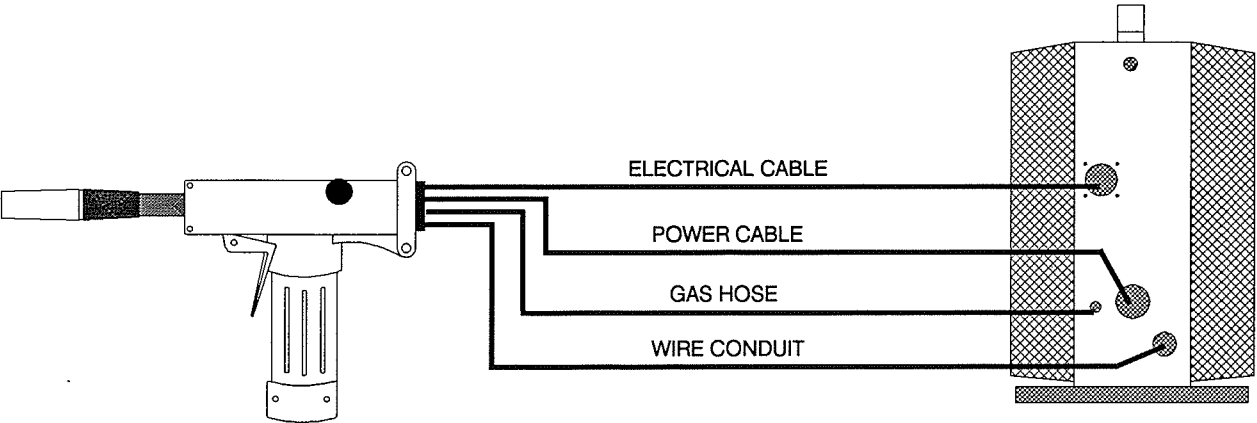 ELECTRICAL CABLE
POWER CABLE
GAS HOSE
WIRE CONDUIT